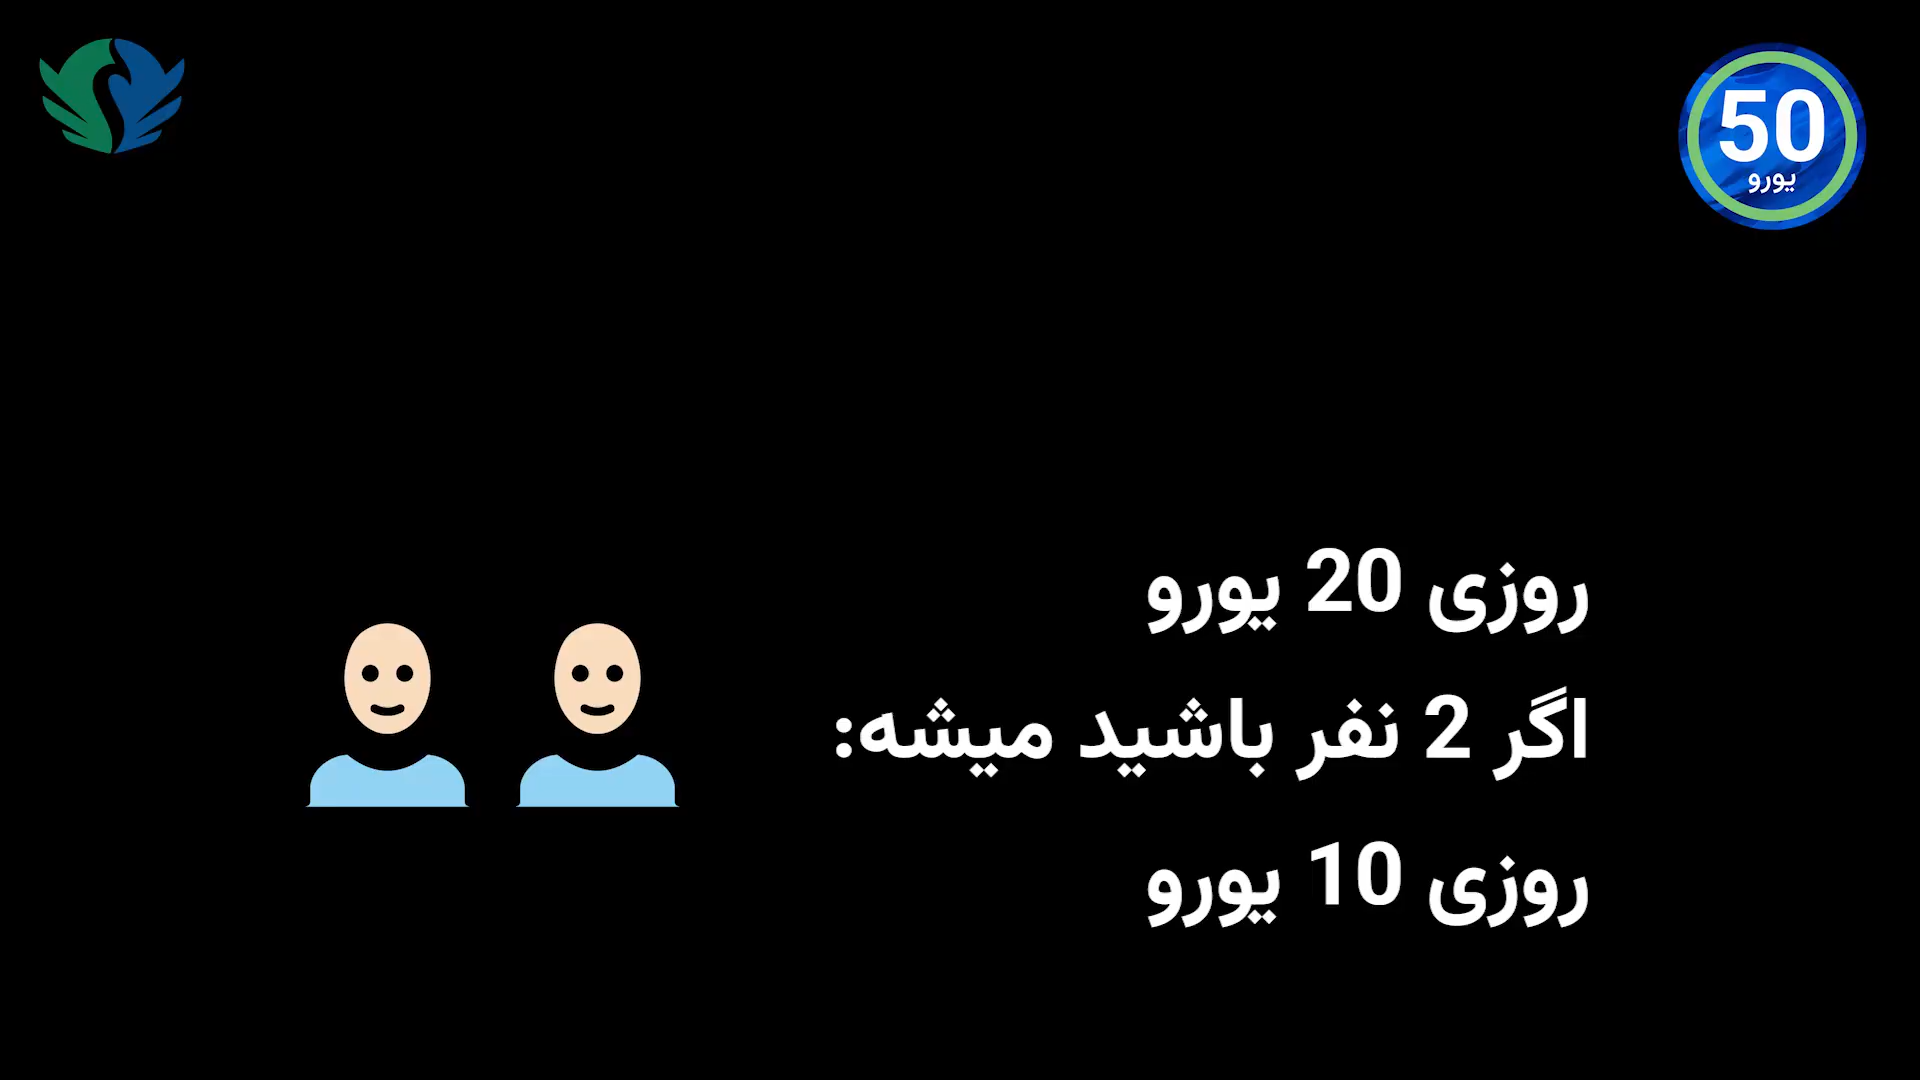 50
یورو
روزی 20 یورو
اگر 2 نفر باشید میشه:
روزی 10 یورو